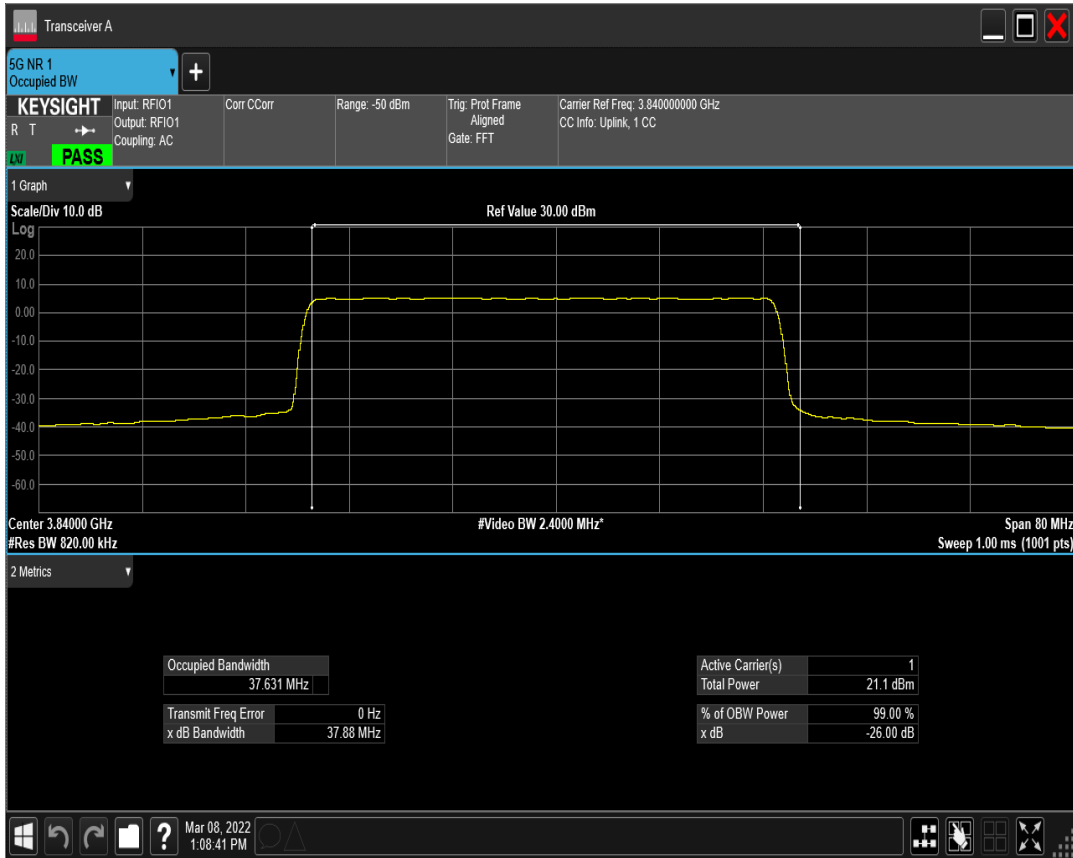 Transceiver A
5G NR 1
Occupied BW
+
KEYSIGHT
R T
LXI
PASS
Input: RFIO1
Output: RFIO1
Coupling: AC
Corr CCorr
Range: -50 dBm
Trig: Prot Frame
Aligned
Gate: FFT
Carrier Ref Freq: 3.840000000 GHz
CC Info: Uplink, 1 CC
1 Graph
Scale/Div 10.0 dB
Ref Value 30.00 dBm
Log
20.0
10.0
0.00
-10.0
-20.0
-30.0
-40.0
-50.0
-60.0
Center 3.84000 GHz
#Video BW 2.4000 MHz*
Span 80 MHz
#Res BW 820.00 kHz
Sweep 1.00 ms (1001 pts)
2 Metrics
Occupied Bandwidth
37.631 MHz
Transmit Freq Error 0 Hz
x dB Bandwidth 37.88 MHz
Active Carrier(s) 1
Total Power 21.1 dBm
% of OBW Power 99.00 %
x dB -26.00 dB
?
Mar 08, 2022
1:08:41 PM